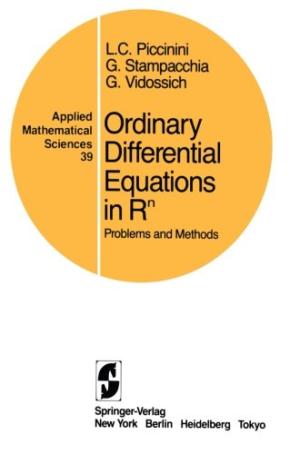 L.C. Piccinini
G. Stampacchia
G. Vidossich
Applied
Mathematical
Sciences
39
Ordinary
Differential
Equations
in Rⁿ
Problems and Methods
Springer-Verlag
New York Berlin Heidelberg Tokyo